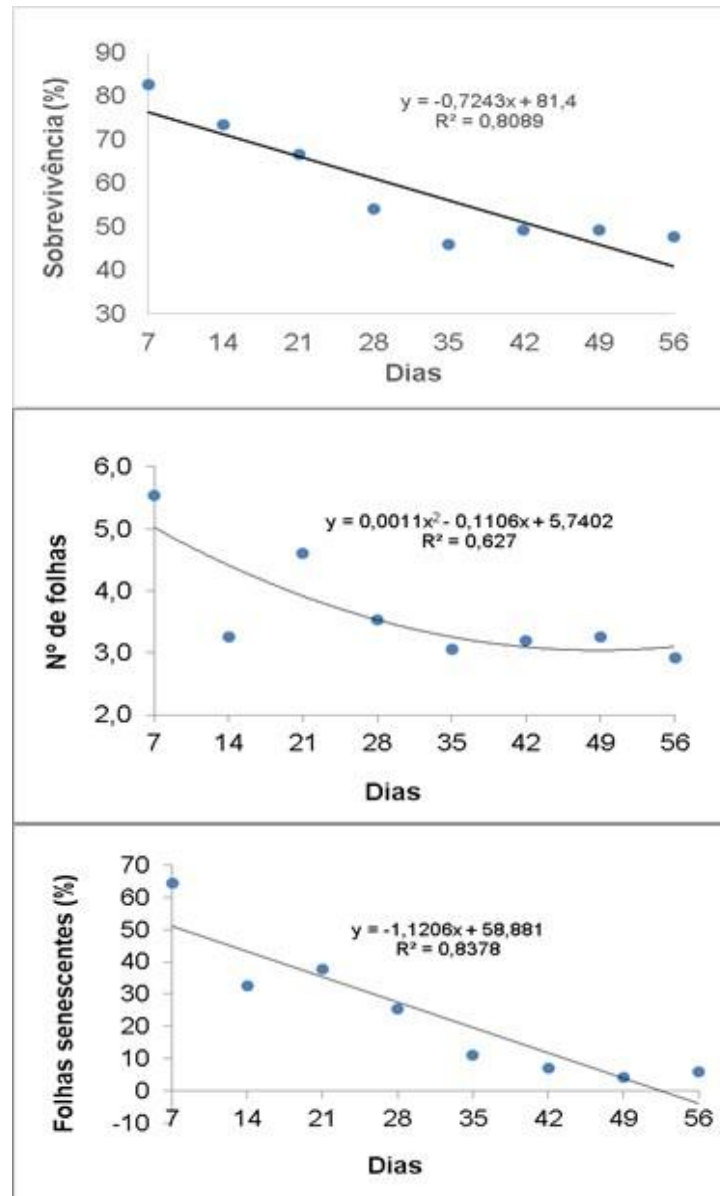 90
80
70
60
50
40
30
Sobrevivência (%)
y = -0,7243x + 81,4
R² = 0,8089
7 14 21 28 35 42 49 56
Dias
6,0
5,0
4,0
3,0
2,0
Nº de folhas
y = 0,0011x² - 0,1106x + 5,7402
R² = 0,627
7 14 21 28 35 42 49 56
Dias
70
60
50
40
30
20
10
0
-10
Folhas senescentes (%)
y = -1,1206x + 58,881
R² = 0,8378
7 14 21 28 35 42 49 56
Dias